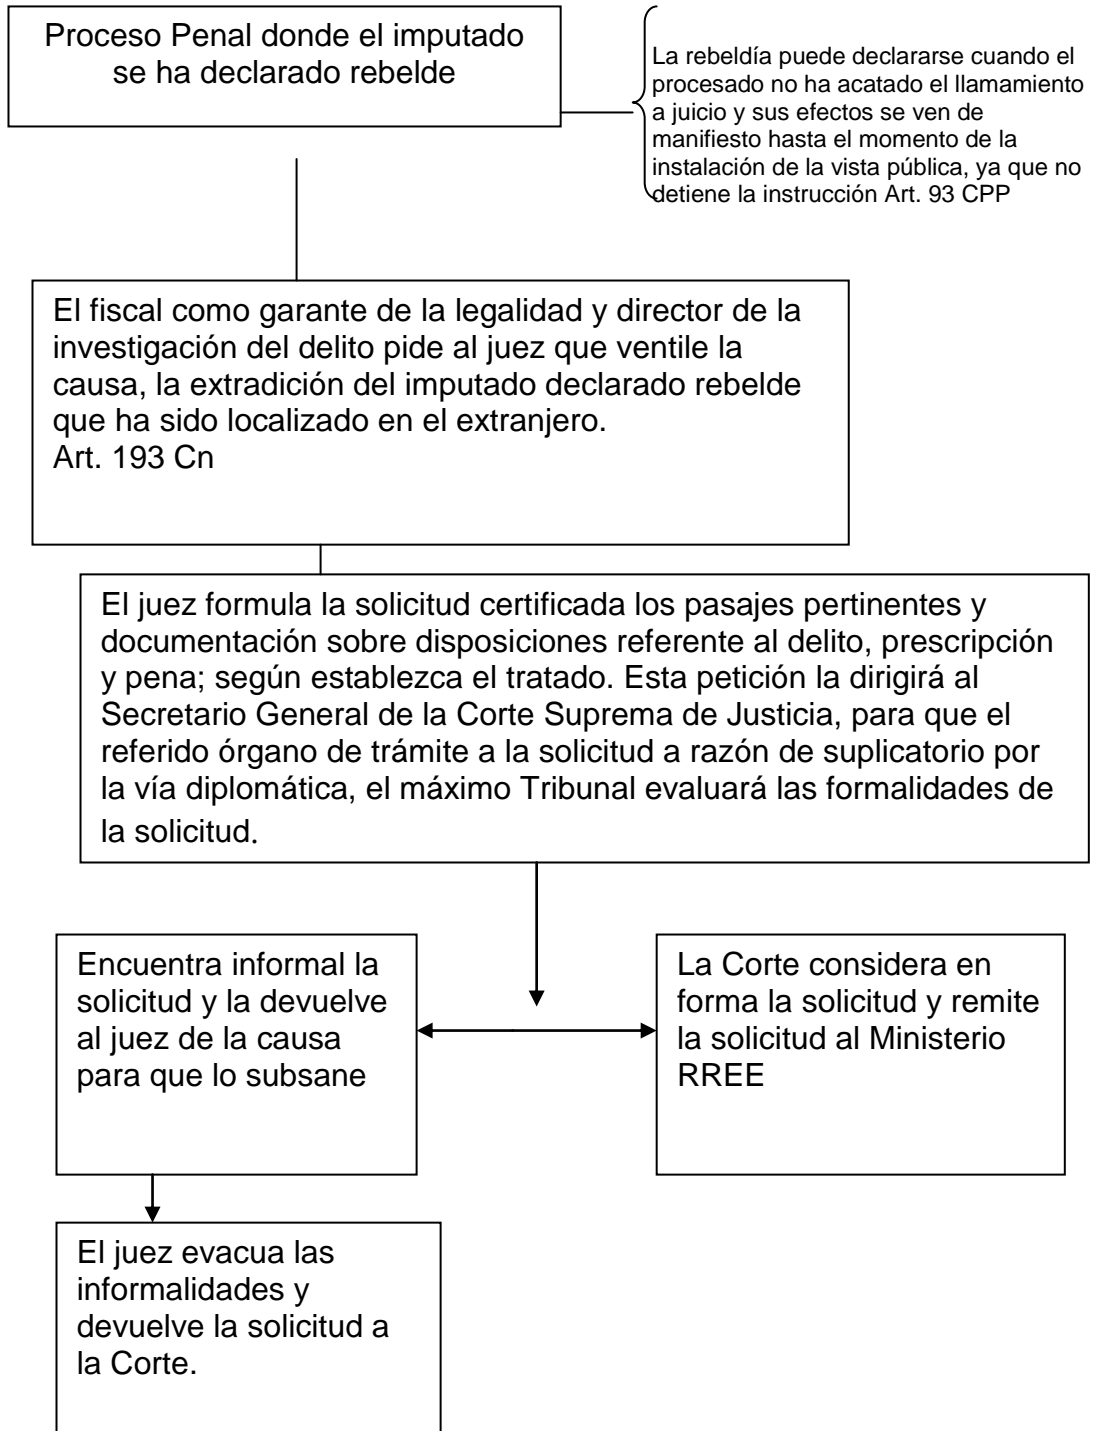 Proceso Penal donde el imputado
se ha declarado rebelde
La rebeldía puede declararse cuando el
procesado no ha acatado el llamamiento
a juicio y sus efectos se ven de
manifiesto hasta el momento de la
instalación de la vista pública, ya que no
detiene la instrucción Art. 93 CPP
El fiscal como garante de la legalidad y director de la
investigación del delito pide al juez que ventile la
causa, la extradición del imputado declarado rebelde
que ha sido localizado en el extranjero.
Art. 193 Cn
El juez formula la solicitud certificada los pasajes pertinentes y
documentación sobre disposiciones referente al delito, prescripción
y pena; según establezca el tratado. Esta petición la dirigirá al
Secretario General de la Corte Suprema de Justicia, para que el
referido órgano de trámite a la solicitud a razón de suplicatorio por
la vía diplomática, el máximo Tribunal evaluará las formalidades de
la solicitud.
Encuentra informal la
solicitud y la devuelve
al juez de la causa
para que lo subsane
La Corte considera en
forma la solicitud y remite
la solicitud al Ministerio
RREE
El juez evacua las
informalidades y
devuelve la solicitud a
la Corte.